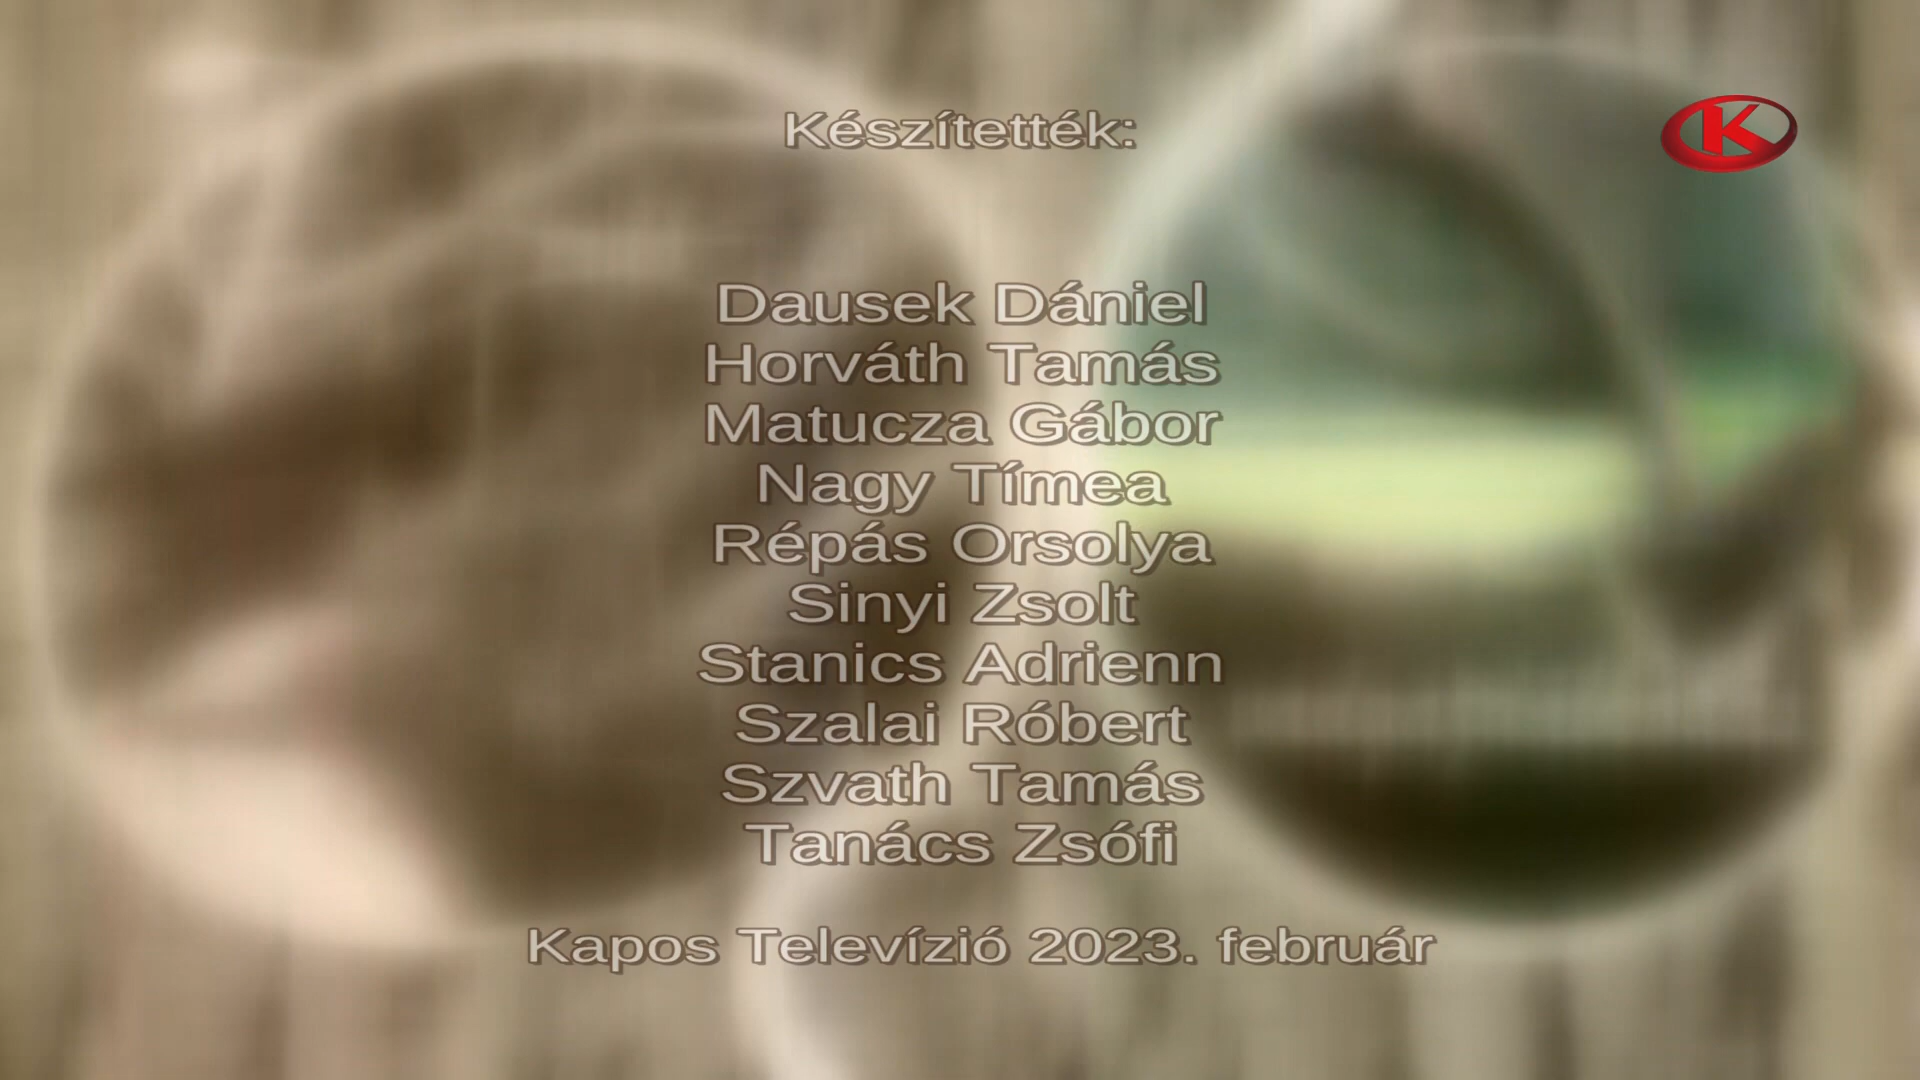 Készítették:
K
Dausek Dániel
Horváth Tamás
Matucza Gábor
Nagy Tímea
Répás Orsolya
Sinyi Zsolt
Stanics Adrienn
Szalai Róbert
Szvath Tamás
Tanács Zsófi
Kapos Televízió 2023. február